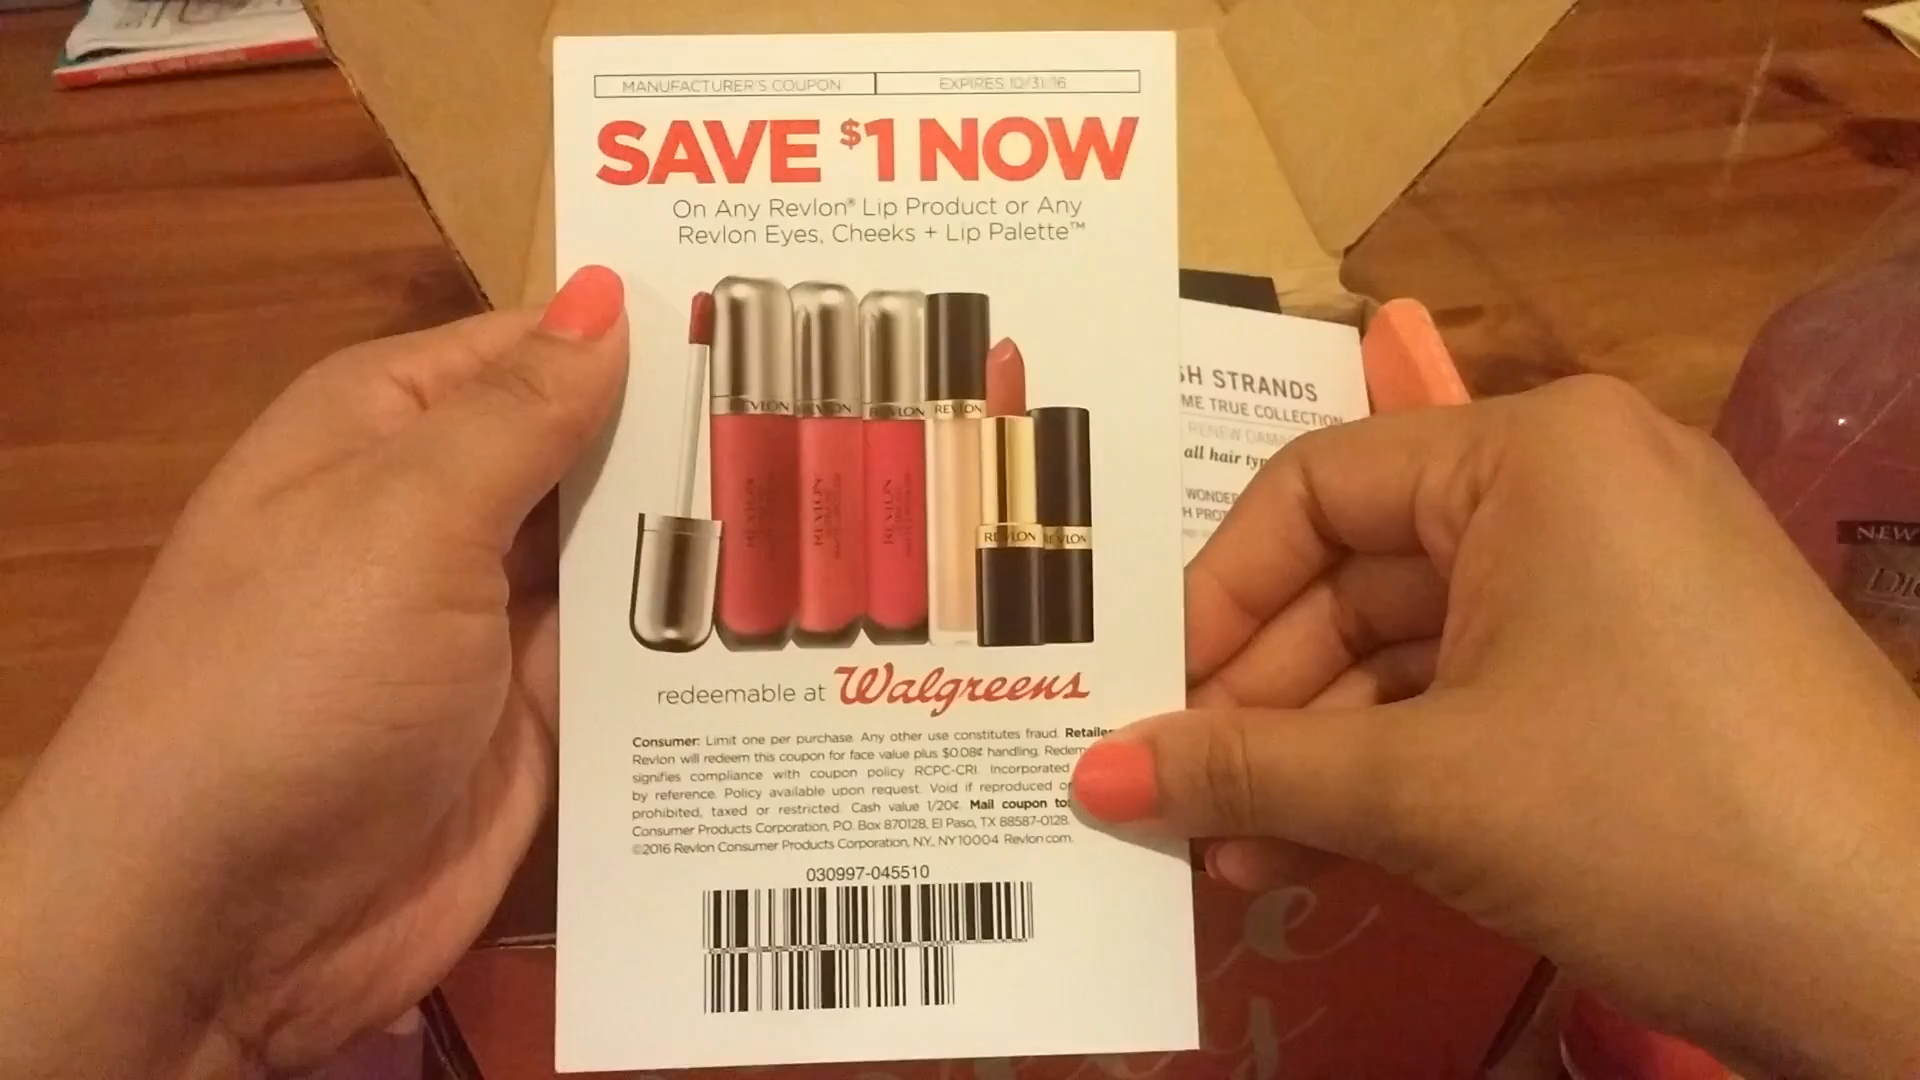 MANUFACTURER'S COUPON
EXPIRES 10/31/16
SAVE $1 NOW
On Any Revlon® Lip Product or Any
Revlon Eyes, Cheeks + Lip Palette™
REVLON
REVLON
REVLON
REVLON
REVLON
REVLON
REVLON
REVLON
REVLON
redeemable at Walgreens
Consumer: Limit one per purchase. Any other use constitutes fraud. Retailer
Revlon will redeem this coupon for face value plus $0.08¢ handling. Redem
signifies compliance with coupon policy RCPC-CRI. Incorporated
by reference. Policy available upon request. Void if reproduced or
prohibited, taxed or restricted. Cash value 1/20¢. Mail coupon to:
Consumer Products Corporation, P.O. Box 870128, El Paso, TX 88587-0128.
©2016 Revlon Consumer Products Corporation, NY, NY 10004 Revlon.com.
030997-045510
SH STRANDS
ME TRUE COLLECTION
RENEW DAMA
all hair typ
WONDE
H PROT
NEW